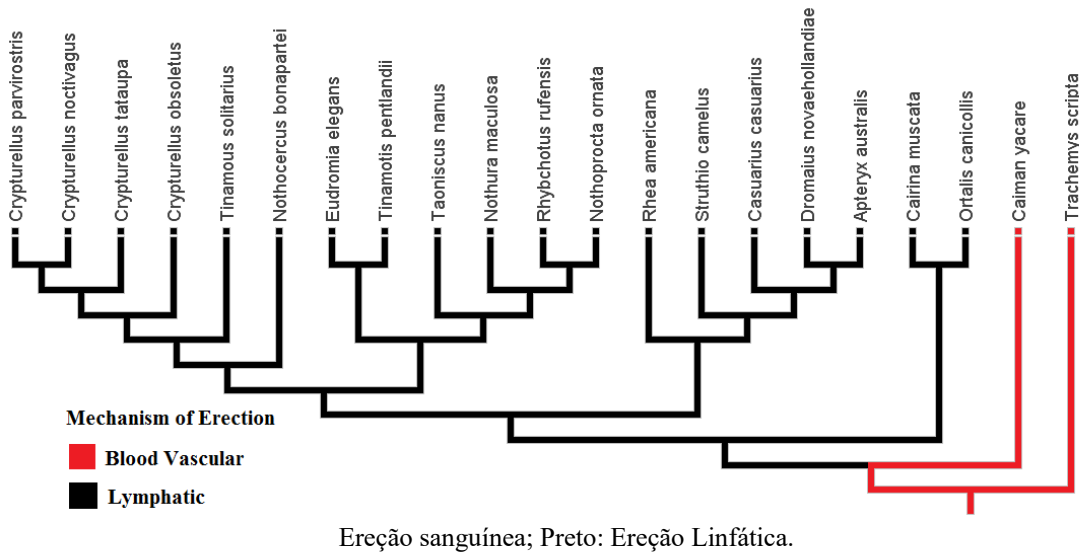 Crypturellus parvirostris
Crypturellus noctivagus
Crypturellus tataupa
Crypturellus obsoletus
Tinamous solitarius
Nothocercus bonapartei
Eudromia elegans
Tinamotis pentlandii
Taoniscus nanus
Nothura maculosa
Rhybchotus rufensis
Nothoprocta ornata
Rhea americana
Struthio camelus
Casuarius casuarius
Dromaius novaehollandiae
Apteryx australis
Cairina muscata
Ortalis canicolllis
Caiman yacare
Trachemys scripta
Mechanism of Erection
Blood Vascular
Lymphatic
Ereção sanguínea; Preto: Ereção Linfática.